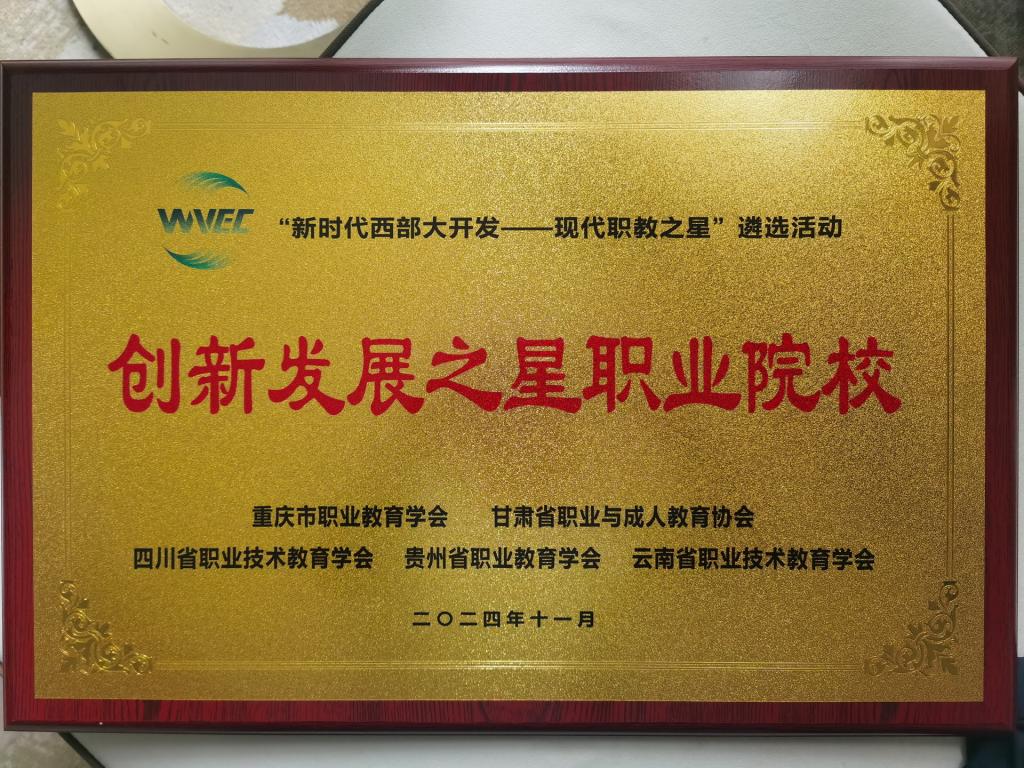 WVEC “新时代西部大开发——现代职教之星”遴选活动
创新发展之星职业院校
重庆市职业教育学会 甘肃省职业与成人教育协会
四川省职业技术教育学会 贵州省职业教育学会 云南省职业技术教育学会
二〇二四年十一月